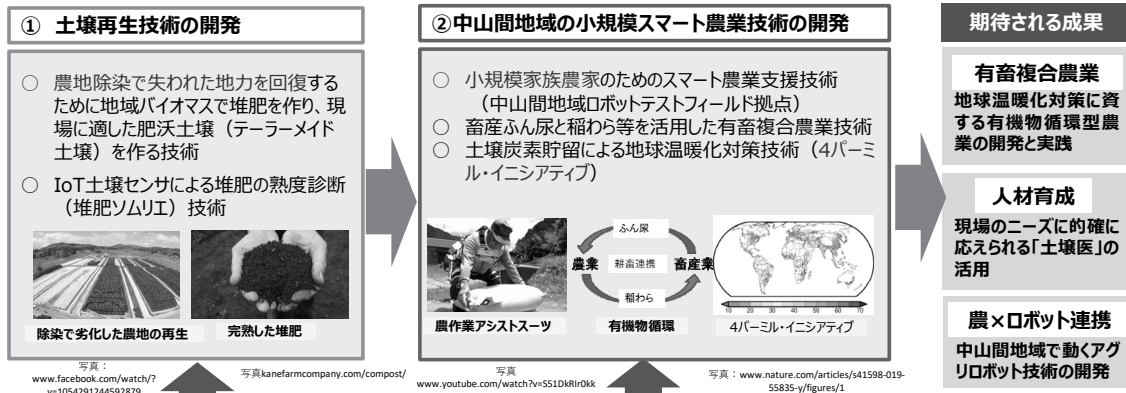 ① 土壌再生技術の開発
○ 農地除染で失われた地力を回復する
ために地域バイオマスで堆肥を作り、現
場に適した肥沃土壌（テーラーメイド
土壌）を作る技術
○ IoT土壌センサによる堆肥の熟度診断
（堆肥ソムリエ）技術
除染で劣化した農地の再生
完熟した堆肥
写真：
www.facebook.com/watch/?
v=1054291244592879
写真kanefarmcompany.com/compost/
②中山間地域の小規模スマート農業技術の開発
○ 小規模家族農家のためのスマート農業支援技術
（中山間地域ロボットテストフィールド拠点）
○ 畜産ふん尿と稲わら等を活用した有畜複合農業技術
○ 土壌炭素貯留による地球温暖化対策技術（4パーミ
ル・イニシアティブ）
ふん尿
農業 耕畜連携 畜産業
稲わら
10 20 30 40 50 60 70
農作業アシストスーツ
有機物循環
4パーミル・イニシアティブ
写真
www.youtube.com/watch?v=S51DkRIr0kk
写真：www.nature.com/articles/s41598-019-
55835-y/figures/1
期待される成果
有畜複合農業
地球温暖化対策に資
する有機物循環型農
業の開発と実践
人材育成
現場のニーズに的確に
応えられる「土壌医」の
活用
農×ロボット連携
中山間地域で動くアグ
リロボット技術の開発